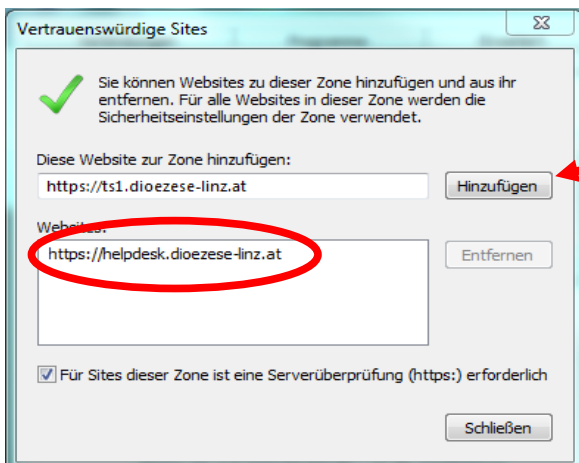 Vertrauenswürdige Sites
Sie können Websites zu dieser Zone hinzufügen und aus ihr
entfernen. Für alle Websites in dieser Zone werden die
Sicherheitseinstellungen der Zone verwendet.
Diese Website zur Zone hinzufügen:
https://ts1.dioezese-linz.at
Hinzufügen
Websites:
https://helpdesk.dioezese-linz.at
Entfernen
Für Sites dieser Zone ist eine Serverüberprüfung (https:) erforderlich
Schließen